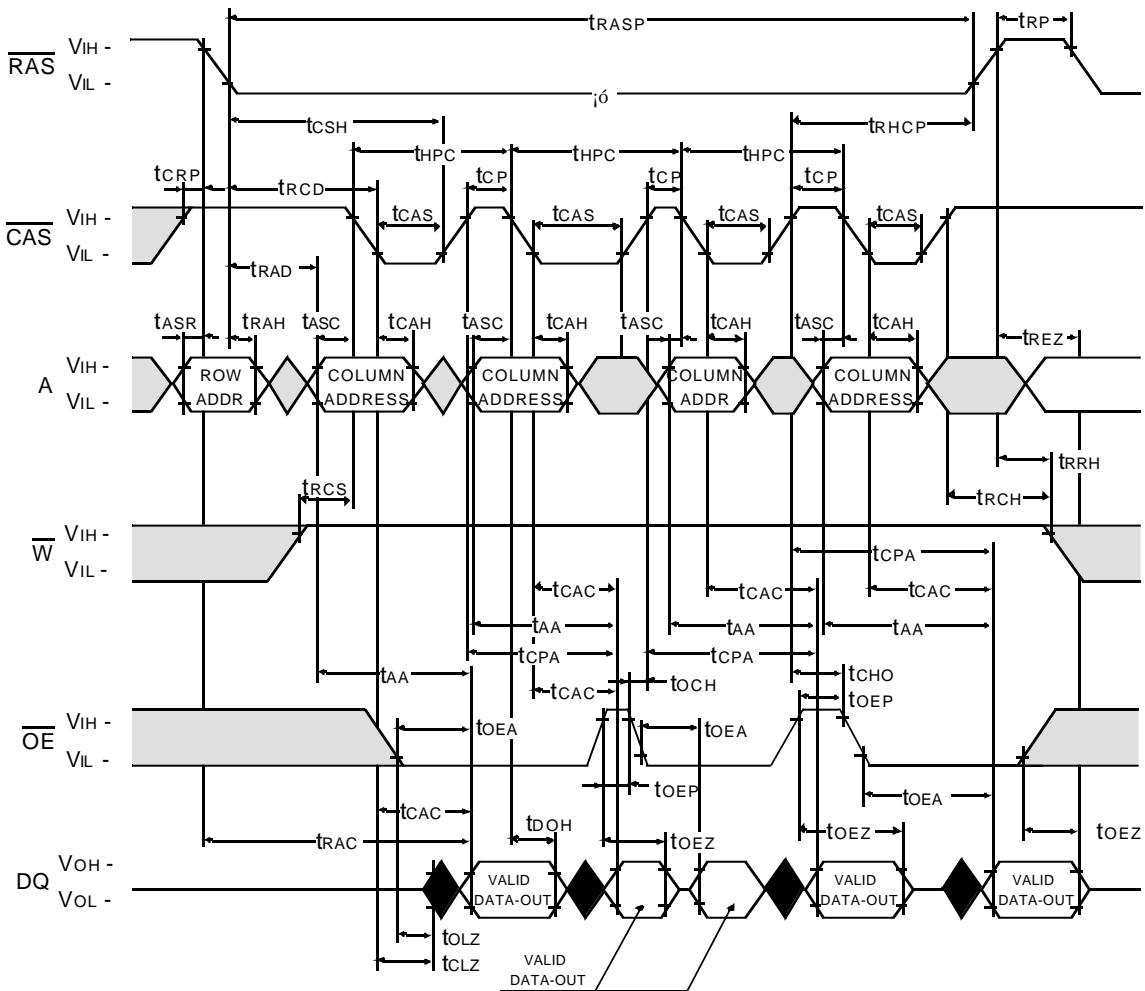 tRASP
tRP
RAS
VIH -
VIL -
¡ó
tCSH
tRHCP
tHPC
tHPC
tHPC
tCRP
tRCD
tCP
tCP
tCP
CAS
VIH -
VIL -
tCAS
tCAS
tCAS
tCAS
tRAD
tASR
tRAH
tASC
tCAH
tASC
tCAH
tASC
tCAH
tASC
tCAH
tREZ
A
VIH -
VIL -
ROW
ADDR
COLUMN
ADDRESS
COLUMN
ADDRESS
COLUMN
ADDR
COLUMN
ADDRESS
tRRH
tRCS
tRCH
W
VIH -
VIL -
tCPA
tCAC
tCAC
tCAC
tAA
tAA
tAA
tCPA
tCPA
tAA
tCHO
tCAC
tOCH
tOEP
OE
VIH -
VIL -
tOEA
tOEA
tOEP
tOEA
tCAC
tDOH
tRAC
tOEZ
tOEZ
tOEZ
DQ
VOH -
VOL -
VALID
DATA-OUT
VALID
DATA-OUT
VALID
DATA-OUT
tOLZ
tCLZ
VALID
DATA-OUT